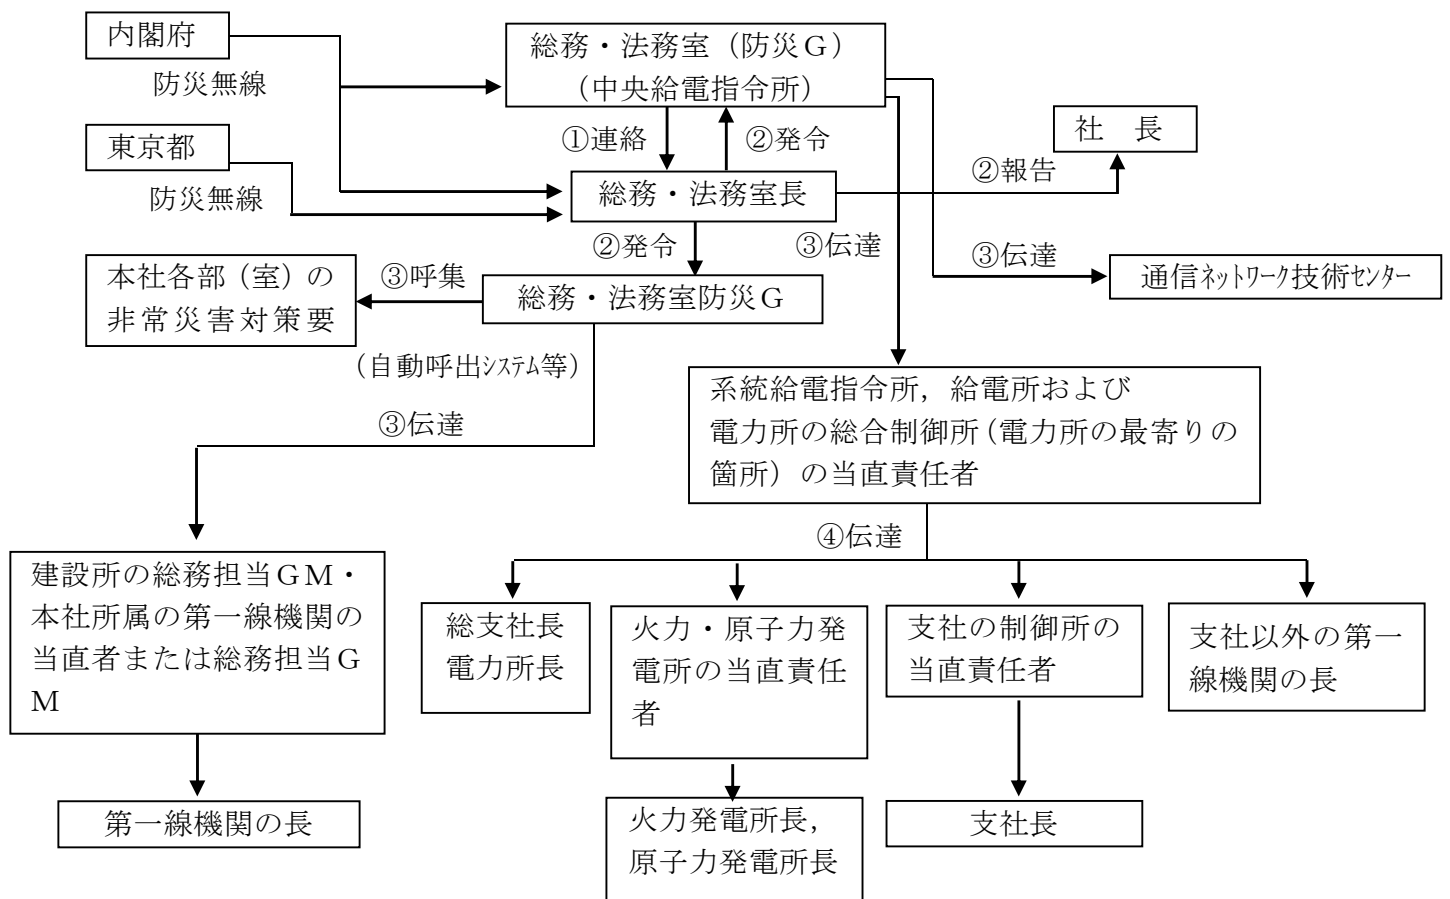 内閣府
防災無線
東京都
防災無線
総務・法務室（防災Ｇ）
（中央給電指令所）
①連絡
②発令
社　長
②報告
総務・法務室長
②発令
③伝達
③伝達
通信ﾈｯﾄﾜｰｸ技術ｾﾝﾀｰ
本社各部（室）の
非常災害対策要
③呼集
総務・法務室防災Ｇ
（自動呼出ｼｽﾃﾑ等）
③伝達
系統給電指令所，給電所および
電力所の総合制御所（電力所の最寄りの
箇所）の当直責任者
④伝達
建設所の総務担当ＧＭ・
本社所属の第一線機関の
当直者または総務担当Ｇ
Ｍ
第一線機関の長
総支社長
電力所長
火力・原子力発
電所の当直責任
者
火力発電所長，
原子力発電所長
支社の制御所の
当直責任者
支社長
支社以外の第一
線機関の長